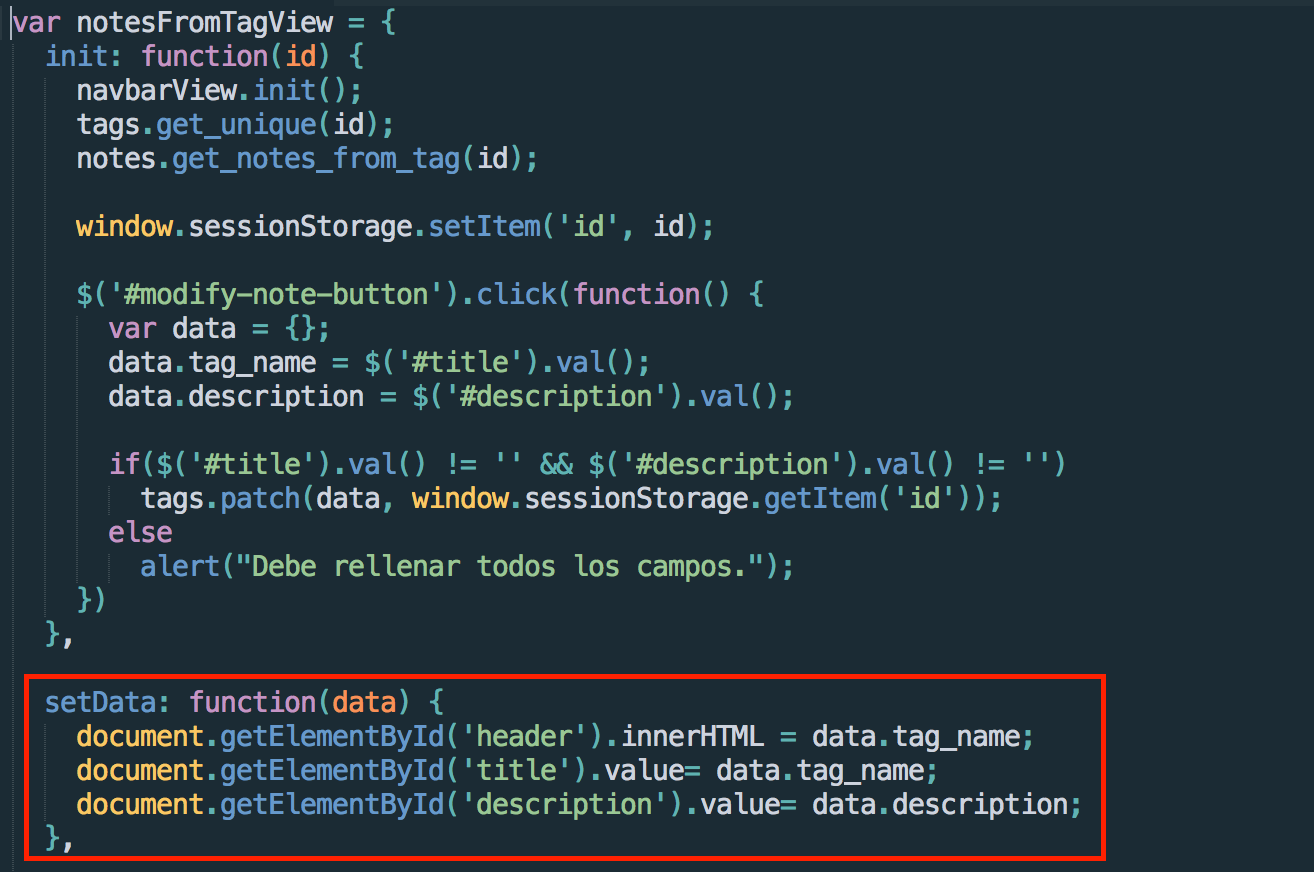 var notesFromTagView = {
init: function(id) {
navbarView.init();
tags.get_unique(id);
notes.get_notes_from_tag(id);
window.sessionStorage.setItem('id', id);
$('#modify-note-button').click(function() {
var data = {};
data.tag_name = $('#title').val();
data.description = $('#description').val();
if($('#title').val() != '' && $('#description').val() != '')
tags.patch(data, window.sessionStorage.getItem('id'));
else
alert("Debe rellenar todos los campos.");
})
},
setData: function(data) {
document.getElementById('header').innerHTML = data.tag_name;
document.getElementById('title').value= data.tag_name;
document.getElementById('description').value= data.description;
},